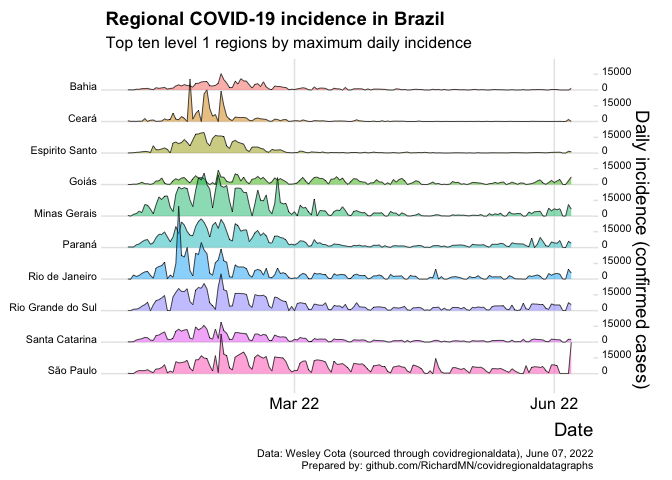 Regional COVID-19 incidence in Brazil
Top ten level 1 regions by maximum daily incidence
Bahia
15000
0
Ceará
15000
0
Espirito Santo
15000
0
Goiás
15000
0
Minas Gerais
15000
0
Paraná
15000
0
Rio de Janeiro
15000
0
Rio Grande do Sul
15000
0
Santa Catarina
15000
0
São Paulo
15000
0
Daily incidence (confirmed cases)
Mar 22
Jun 22
Date
Data: Wesley Cota (sourced through covidregionaldata), June 07, 2022
Prepared by: github.com/RichardMN/covidregionaldatagraphs